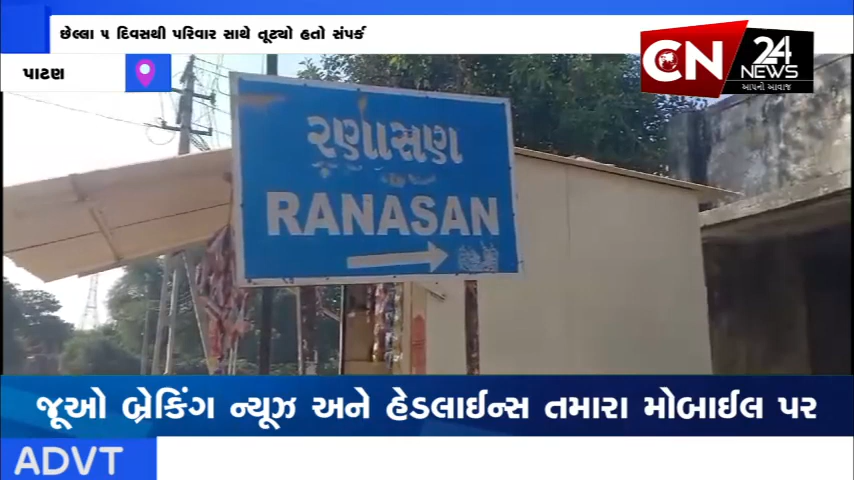 છેલ્લા ૫ દિવસથી પરિવાર સાથે તૂટ્યો હતો સંપર્ક
પાટણ
CN 24 NEWS
આપનો અવાજ
રણાસણ
RANASAN
જૂઓ બ્રેકિંગ ન્યૂઝ અને હેડલાઈન્સ તમારા મોબાઈલ પર
ADVT